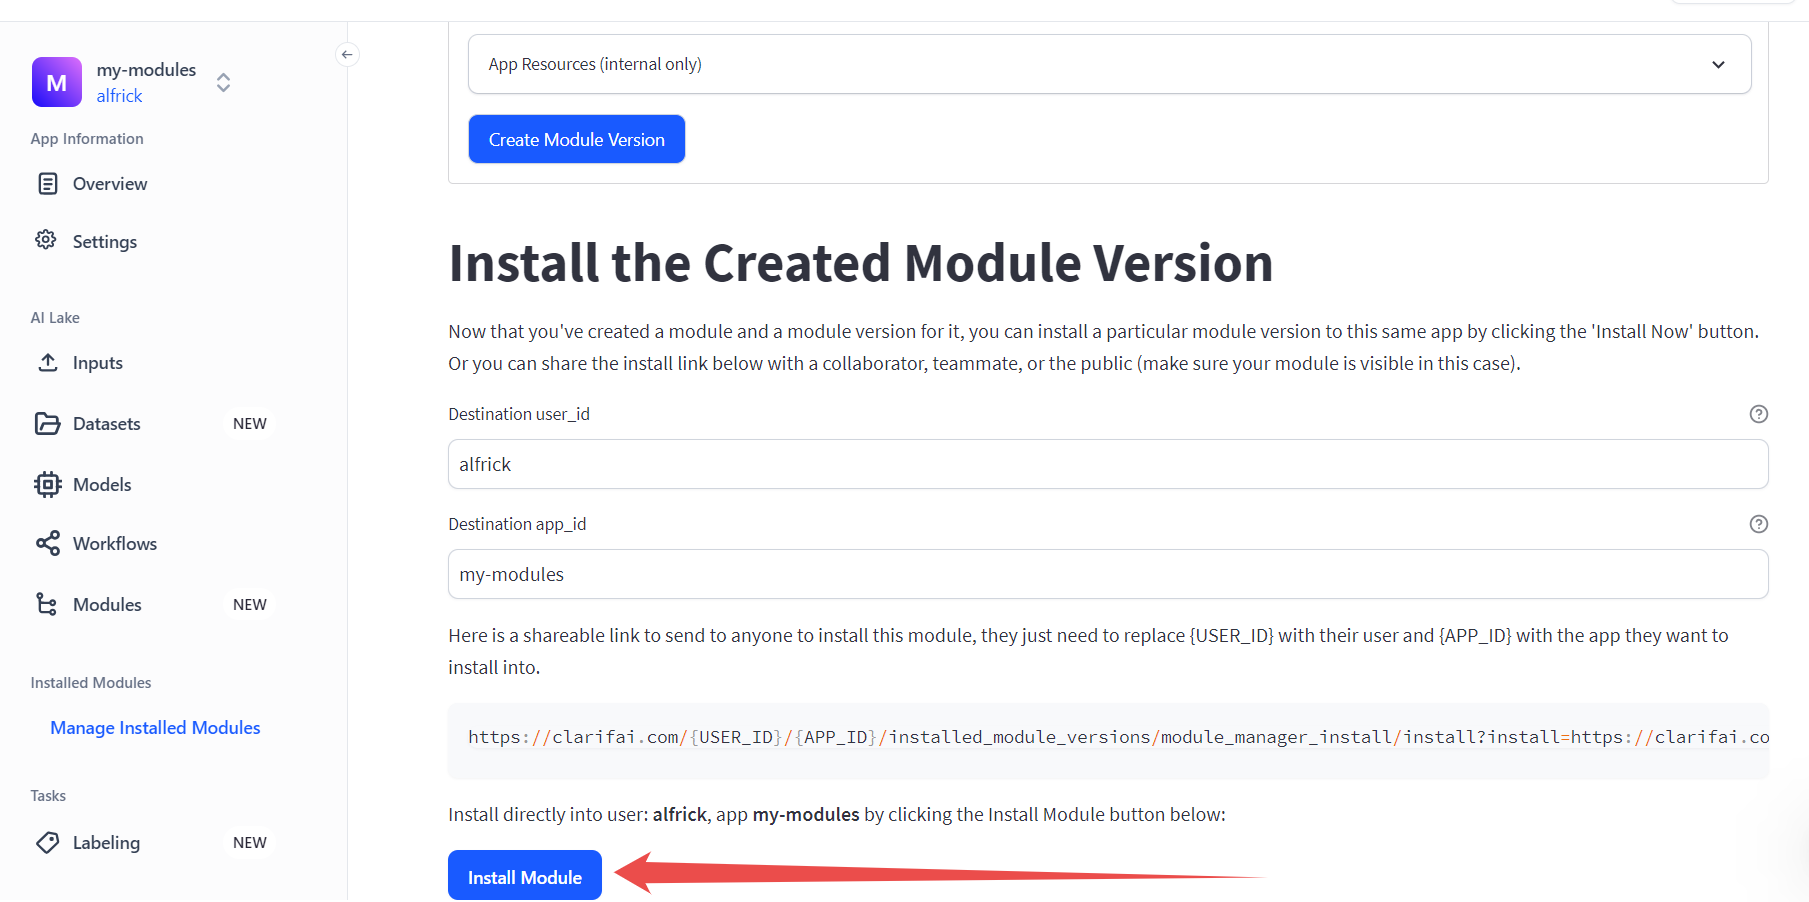 M
my-modules
alfrick
App Information
Overview
Settings
AI Lake
Inputs
Datasets NEW
Models
Workflows
Modules NEW
Installed Modules
Manage Installed Modules
Tasks
Labeling NEW
App Resources (internal only)
Create Module Version
Install the Created Module Version
Now that you've created a module and a module version for it, you can install a particular module version to this same app by clicking the 'Install Now' button.
Or you can share the install link below with a collaborator, teammate, or the public (make sure your module is visible in this case).
Destination user_id
alfrick
Destination app_id
my-modules
Here is a shareable link to send to anyone to install this module, they just need to replace {USER_ID} with their user and {APP_ID} with the app they want to
install into.
https://clarifai.com/{USER_ID}/{APP_ID}/installed_module_versions/module_manager_install/install?install=https://clarifai.co
Install directly into user: alfrick, app my-modules by clicking the Install Module button below:
Install Module